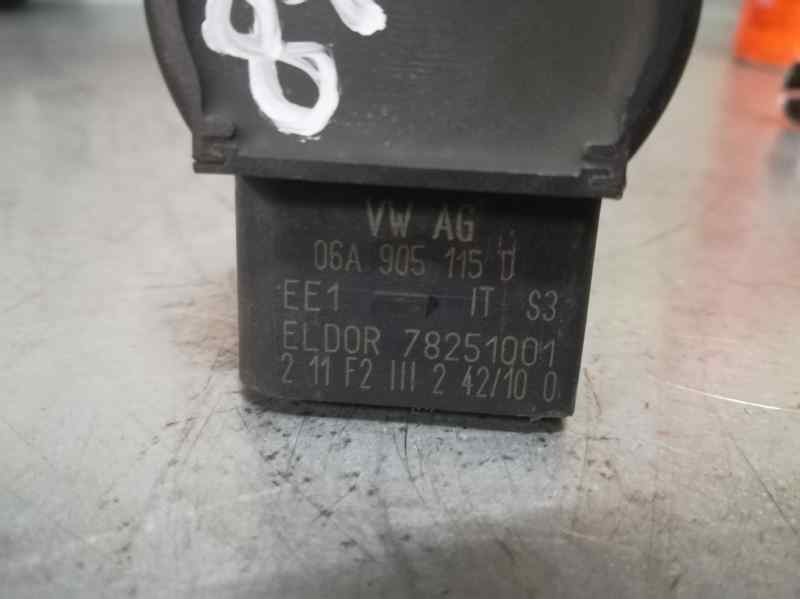 VW AG
06A 905 115 D
EE1 IT S3
ELDOR 78251001
2 11 F2 III 2 42/10 0